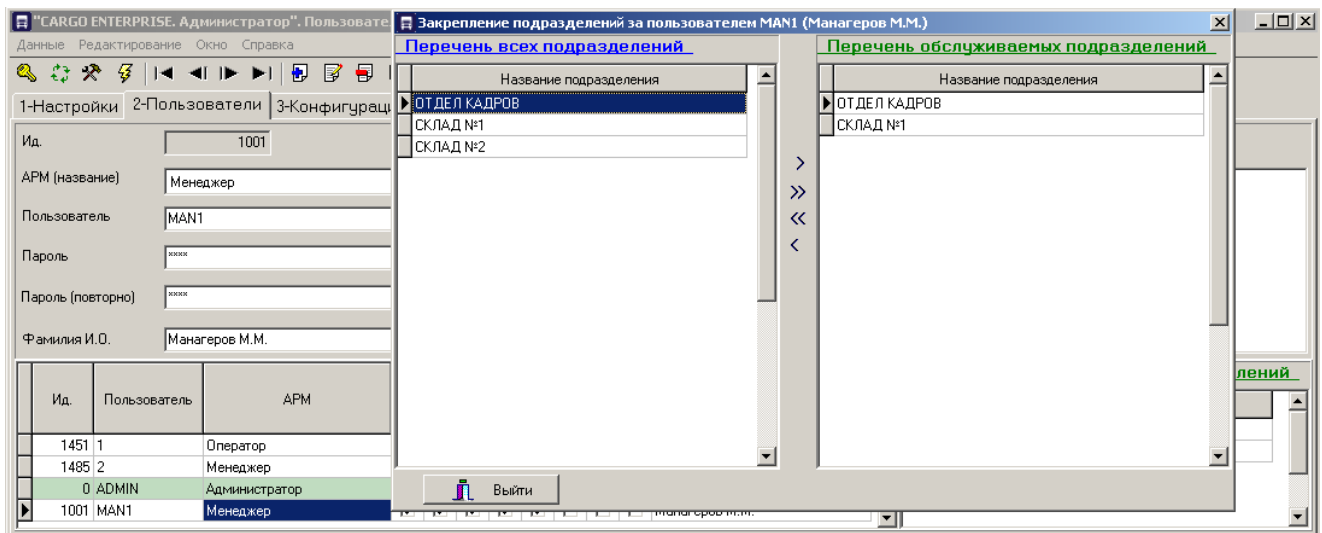 "CARGO ENTERPRISE. Администратор". Пользовате
Закрепление подразделений за пользователем MAN1 (Манагеров М.М.)
Данные Редактирование Окно Справка
1-Настройки 2-Пользователи 3-Конфигураци
Ид. 1001
АРМ (название) Менеджер
Пользователь MAN1
Пароль ****
Пароль (повторно) ****
Фамилия И.О. Манагеров М.М.
Перечень всех подразделений
Название подразделения
ОТДЕЛ КАДРОВ
СКЛАД №1
СКЛАД №2
>
>>
<<
<
Перечень обслуживаемых подразделений
Название подразделения
ОТДЕЛ КАДРОВ
СКЛАД №1
Выйти
лений
Ид. Пользователь АРМ
1451 1 Оператор
1485 2 Менеджер
0 ADMIN Администратор
1001 MAN1 Менеджер Манагеров М.М.